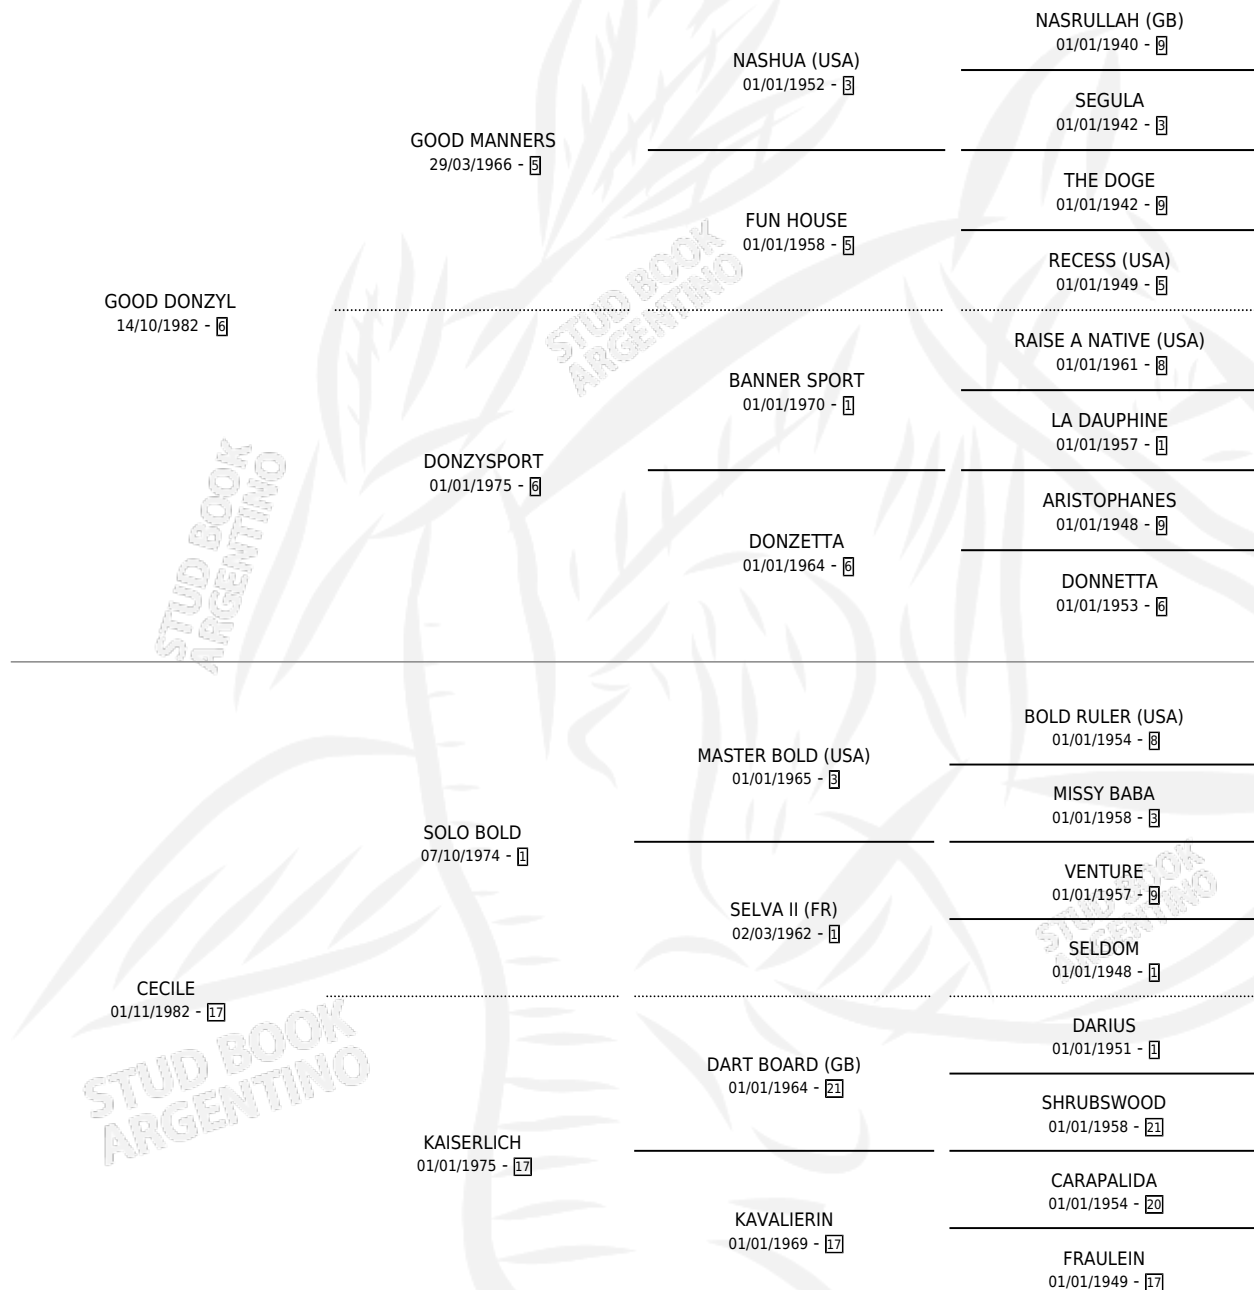 NASRULLAH (GB)
01/01/1940 - 9
NASHUA (USA)
01/01/1952 - 3
SEGULA
01/01/1942 - 3
GOOD MANNERS
29/03/1966 - 5
THE DOGE
01/01/1942 - 9
FUN HOUSE
01/01/1958 - 5
RECESS (USA)
01/01/1949 - 5
GOOD DONZYL
14/10/1982 - 6
RAISE A NATIVE (USA)
01/01/1961 - 8
BANNER SPORT
01/01/1970 - 1
LA DAUPHINE
01/01/1957 - 1
DONZYSPORT
01/01/1975 - 6
ARISTOPHANES
01/01/1948 - 9
DONZETTA
01/01/1964 - 6
DONNETTA
01/01/1953 - 6
BOLD RULER (USA)
01/01/1954 - 8
MASTER BOLD (USA)
01/01/1965 - 3
MISSY BABA
01/01/1958 - 3
SOLO BOLD
07/10/1974 - 1
VENTURE
01/01/1957 - 9
SELVA II (FR)
02/03/1962 - 1
SELDOM
01/01/1948 - 1
CECILE
01/11/1982 - 17
DARIUS
01/01/1951 - 1
DART BOARD (GB)
01/01/1964 - 21
SHRUBSWOOD
01/01/1958 - 21
KAISERLICH
01/01/1975 - 17
CARAPALIDA
01/01/1954 - 20
KAVALIERIN
01/01/1969 - 17
FRAULEIN
01/01/1949 - 17
STUD BOOK
ARGENTINO
STUD BOOK
ARGENTINO
STUD BOOK
ARGENTINO
STUD BOOK
ARGENTINO